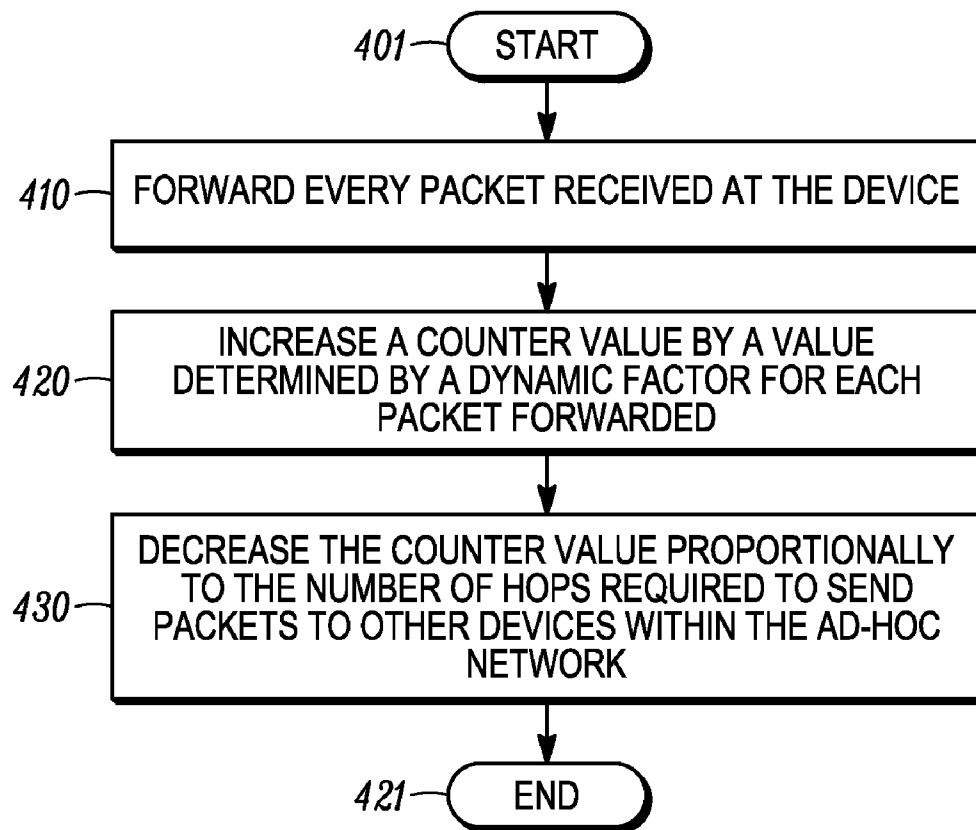 401 START
410 FORWARD EVERY PACKET RECEIVED AT THE DEVICE
INCREASE A COUNTER VALUE BY A VALUE
420 DETERMINED BY A DYNAMIC FACTOR FOR EACH
PACKET FORWARDED
DECREASE THE COUNTER VALUE PROPORTIONALLY
430 TO THE NUMBER OF HOPS REQUIRED TO SEND
PACKETS TO OTHER DEVICES WITHIN THE AD-HOC
NETWORK
421 END